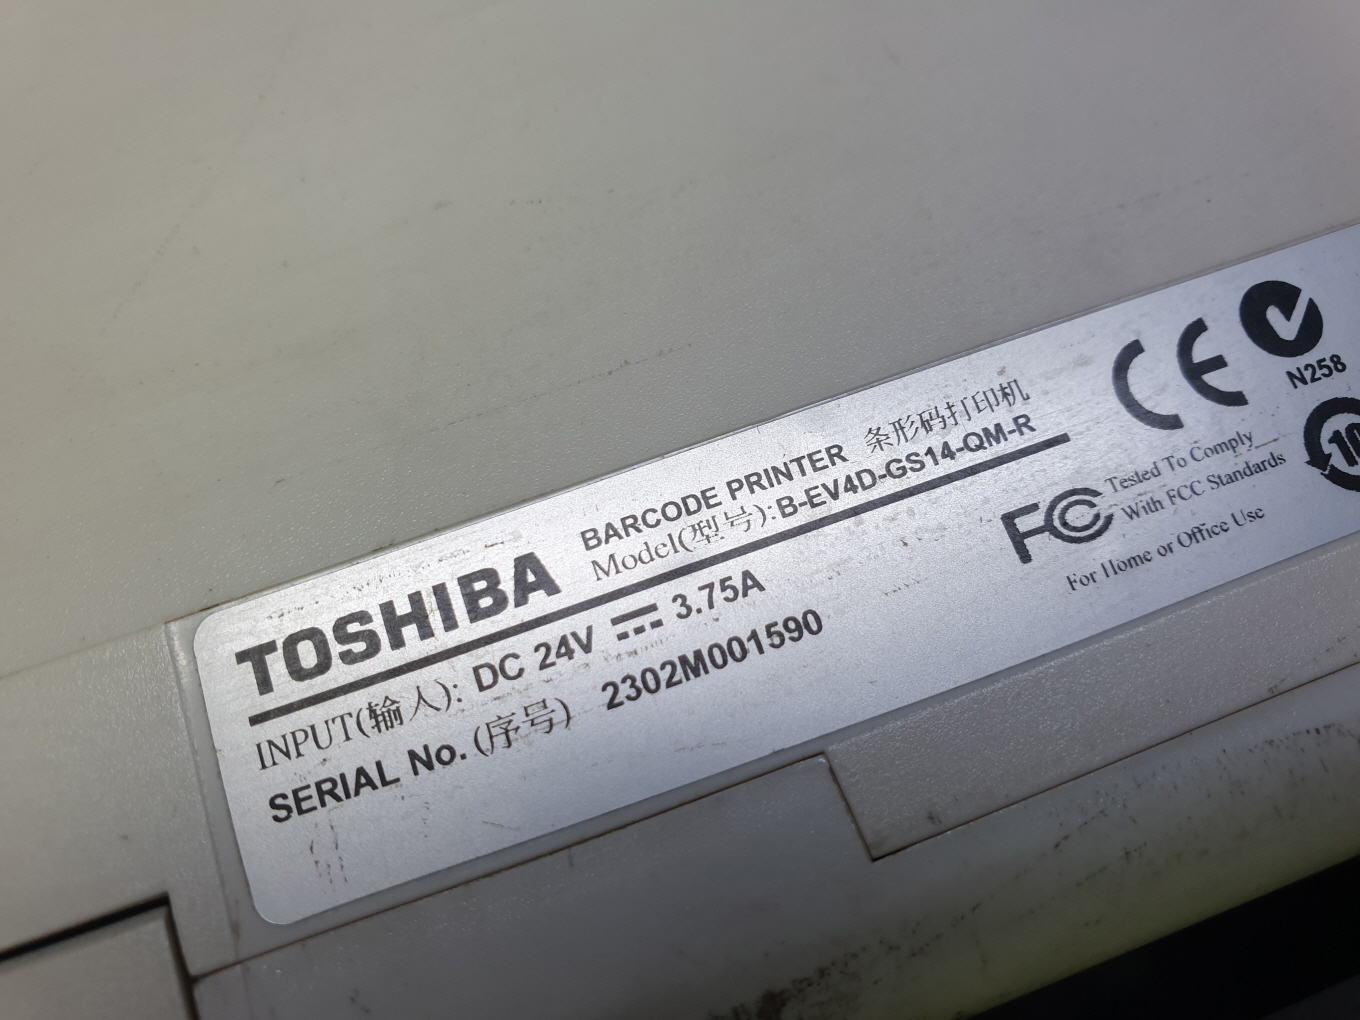 TOSHIBA
BARCODE PRINTER 条形码打印机
Model(型号):B-EV4D-GS14-QM-R
INPUT(输入): DC 24V ⎓ 3.75A
SERIAL No.(序号) 2302M001590
CE
N258
FC Tested To Comply
With FCC Standards
For Home or Office Use
10